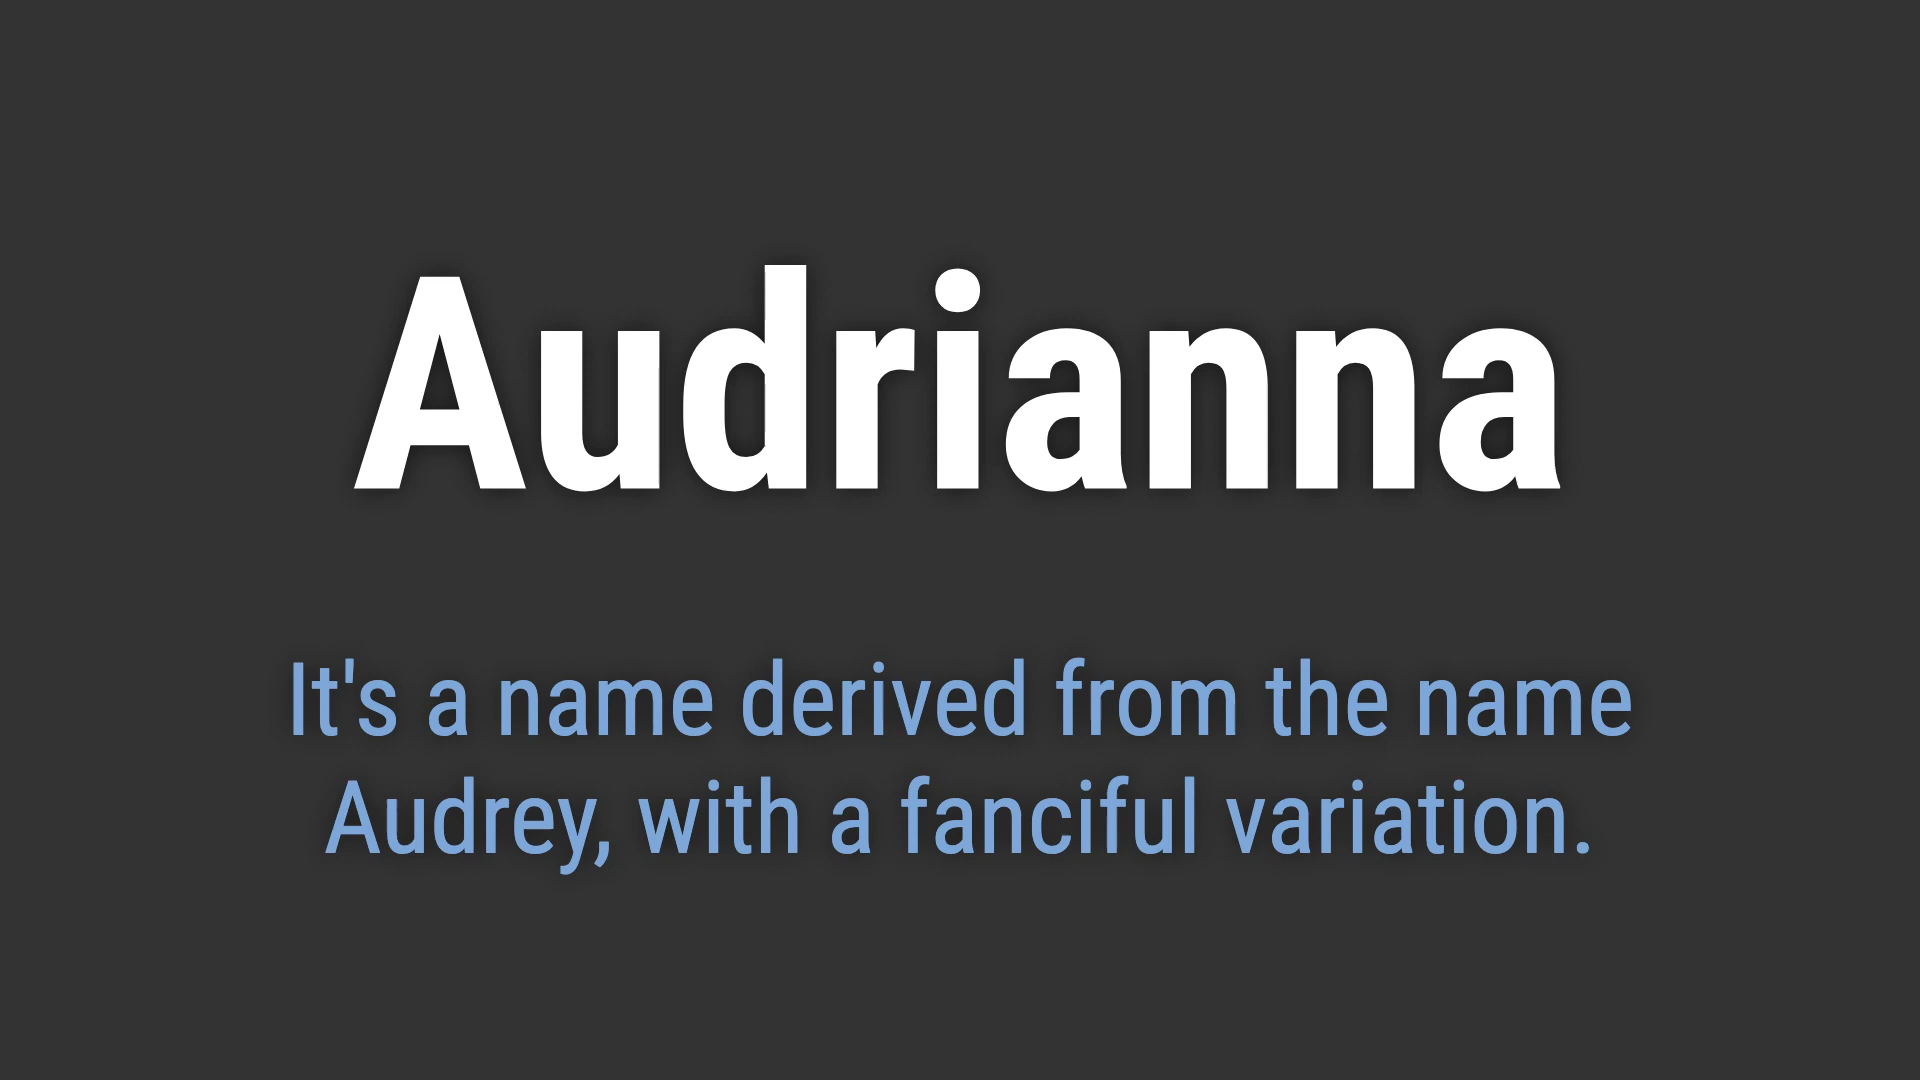 Audrianna
It's a name derived from the name
Audrey, with a fanciful variation.